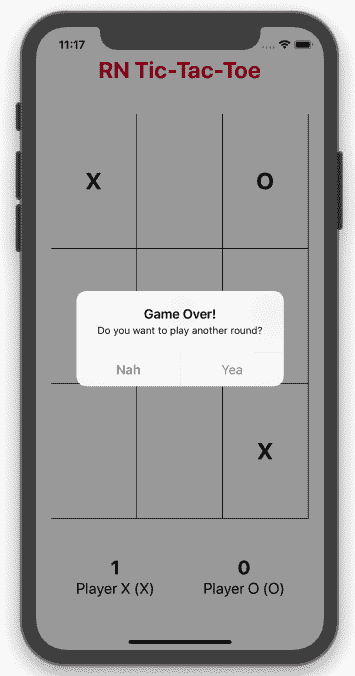 11:17
RN Tic-Tac-Toe
X O
Game Over!
Do you want to play another round?
Nah Yea
X
1 0
Player X (X) Player O (O)